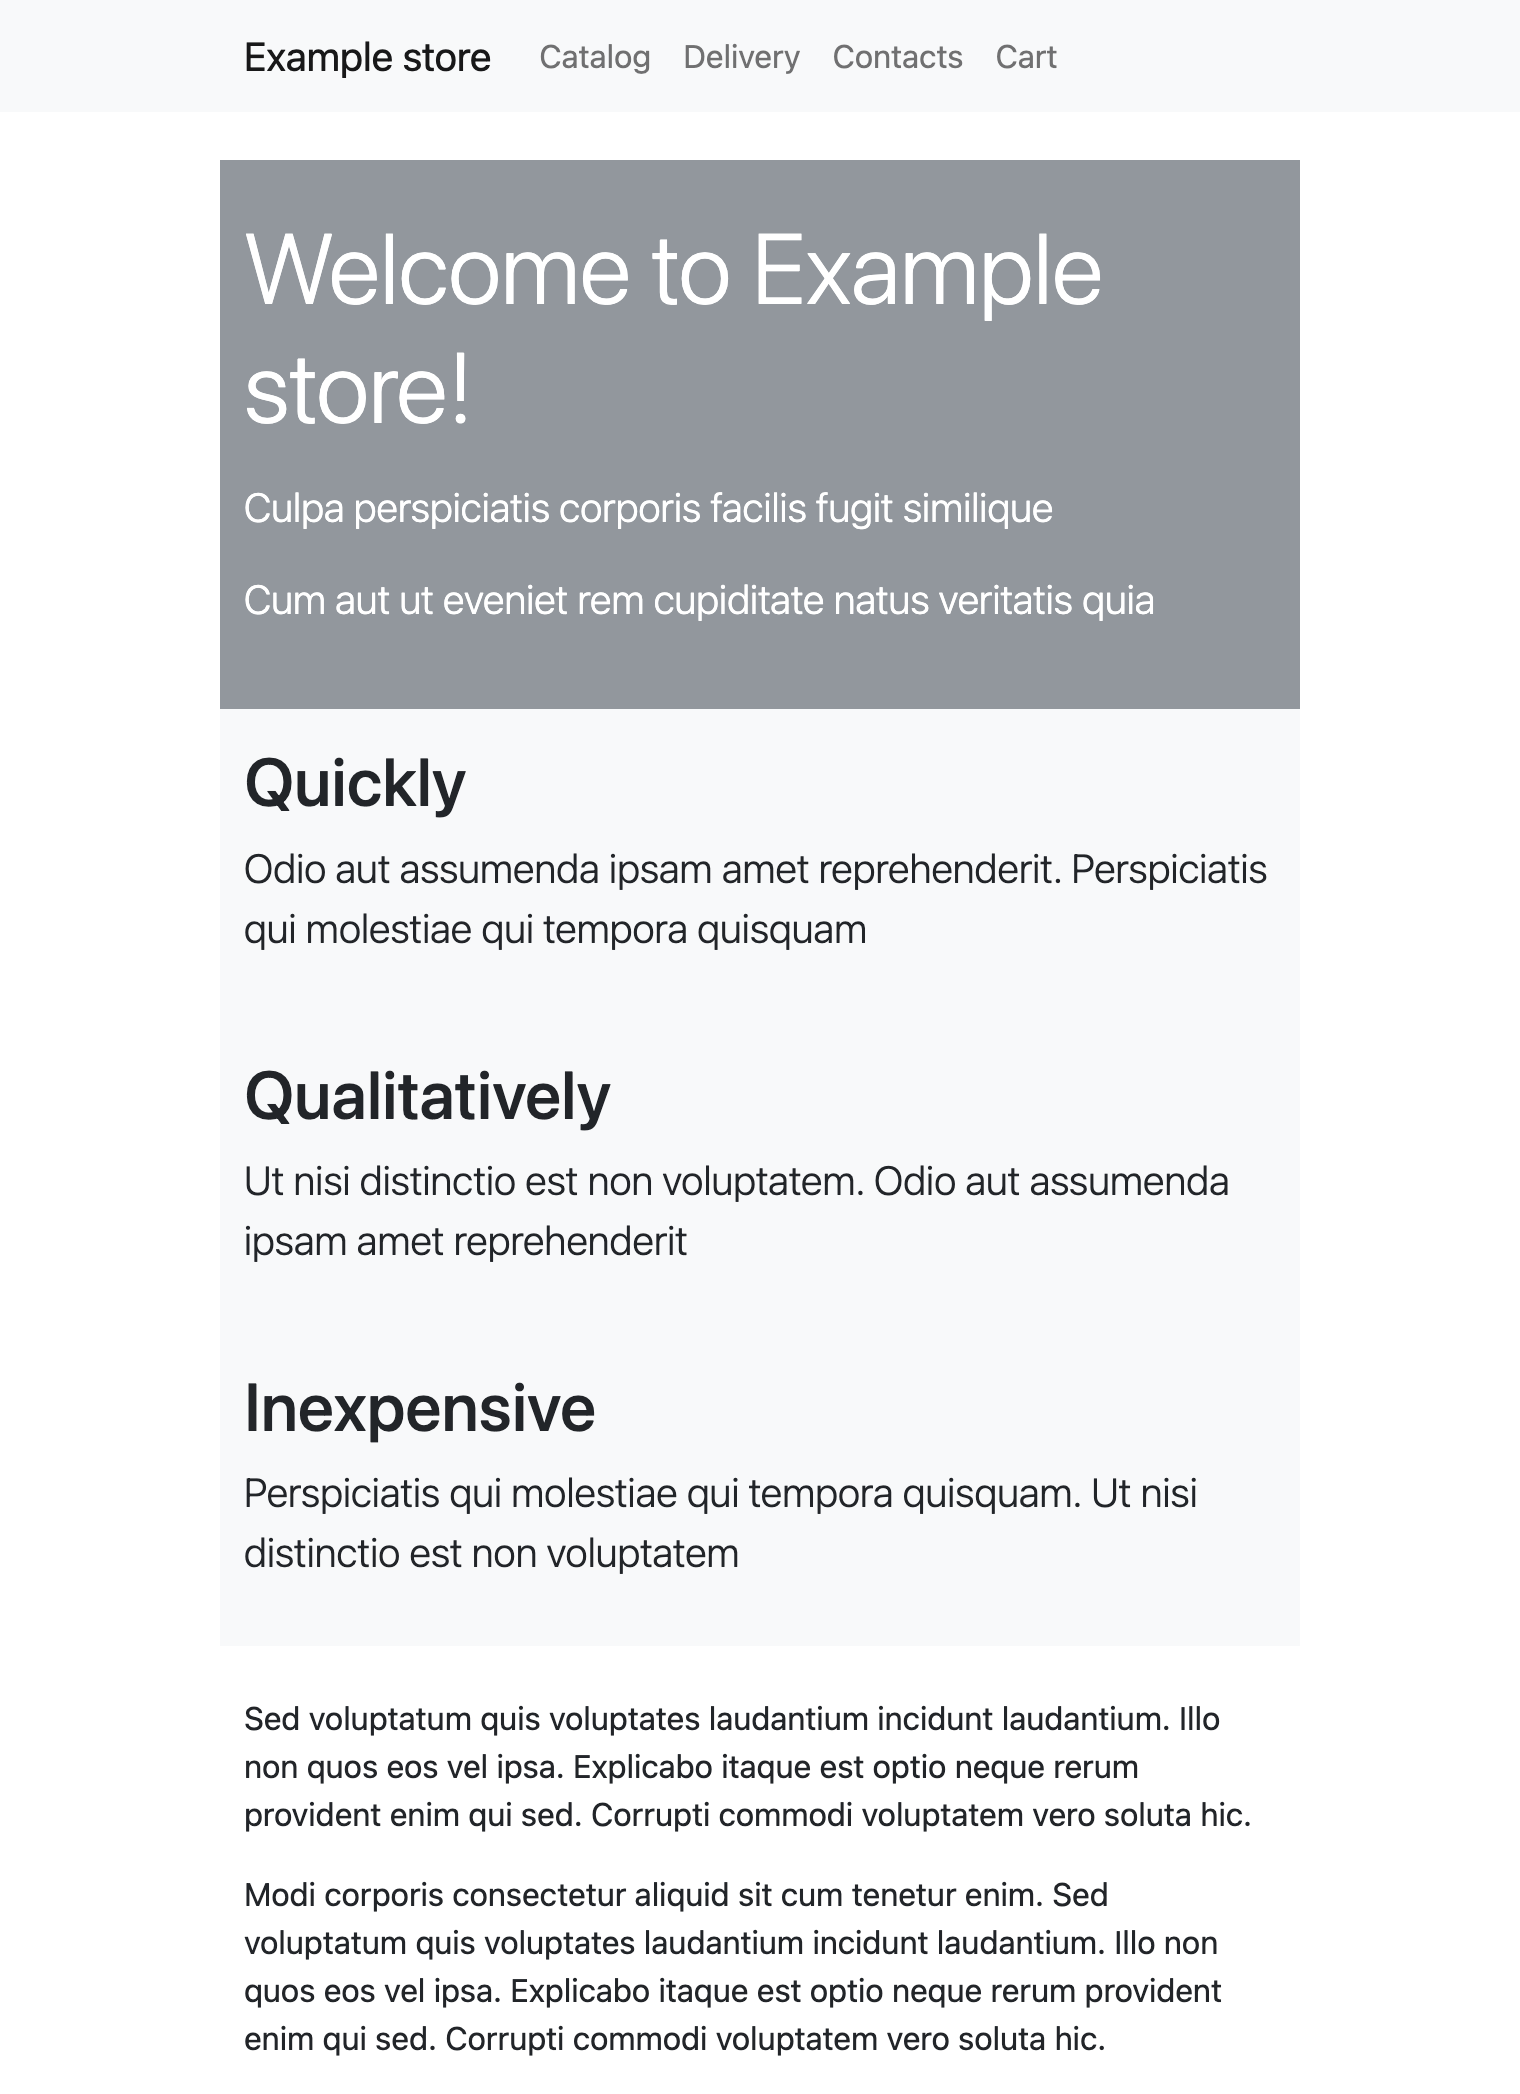 Example store Catalog Delivery Contacts Cart
Welcome to Example
store!
Culpa perspiciatis corporis facilis fugit similique
Cum aut ut eveniet rem cupiditate natus veritatis quia
Quickly
Odio aut assumenda ipsam amet reprehenderit. Perspiciatis
qui molestiae qui tempora quisquam
Qualitatively
Ut nisi distinctio est non voluptatem. Odio aut assumenda
ipsam amet reprehenderit
Inexpensive
Perspiciatis qui molestiae qui tempora quisquam. Ut nisi
distinctio est non voluptatem
Sed voluptatum quis voluptates laudantium incidunt laudantium. Illo
non quos eos vel ipsa. Explicabo itaque est optio neque rerum
provident enim qui sed. Corrupti commodi voluptatem vero soluta hic.
Modi corporis consectetur aliquid sit cum tenetur enim. Sed
voluptatum quis voluptates laudantium incidunt laudantium. Illo non
quos eos vel ipsa. Explicabo itaque est optio neque rerum provident
enim qui sed. Corrupti commodi voluptatem vero soluta hic.